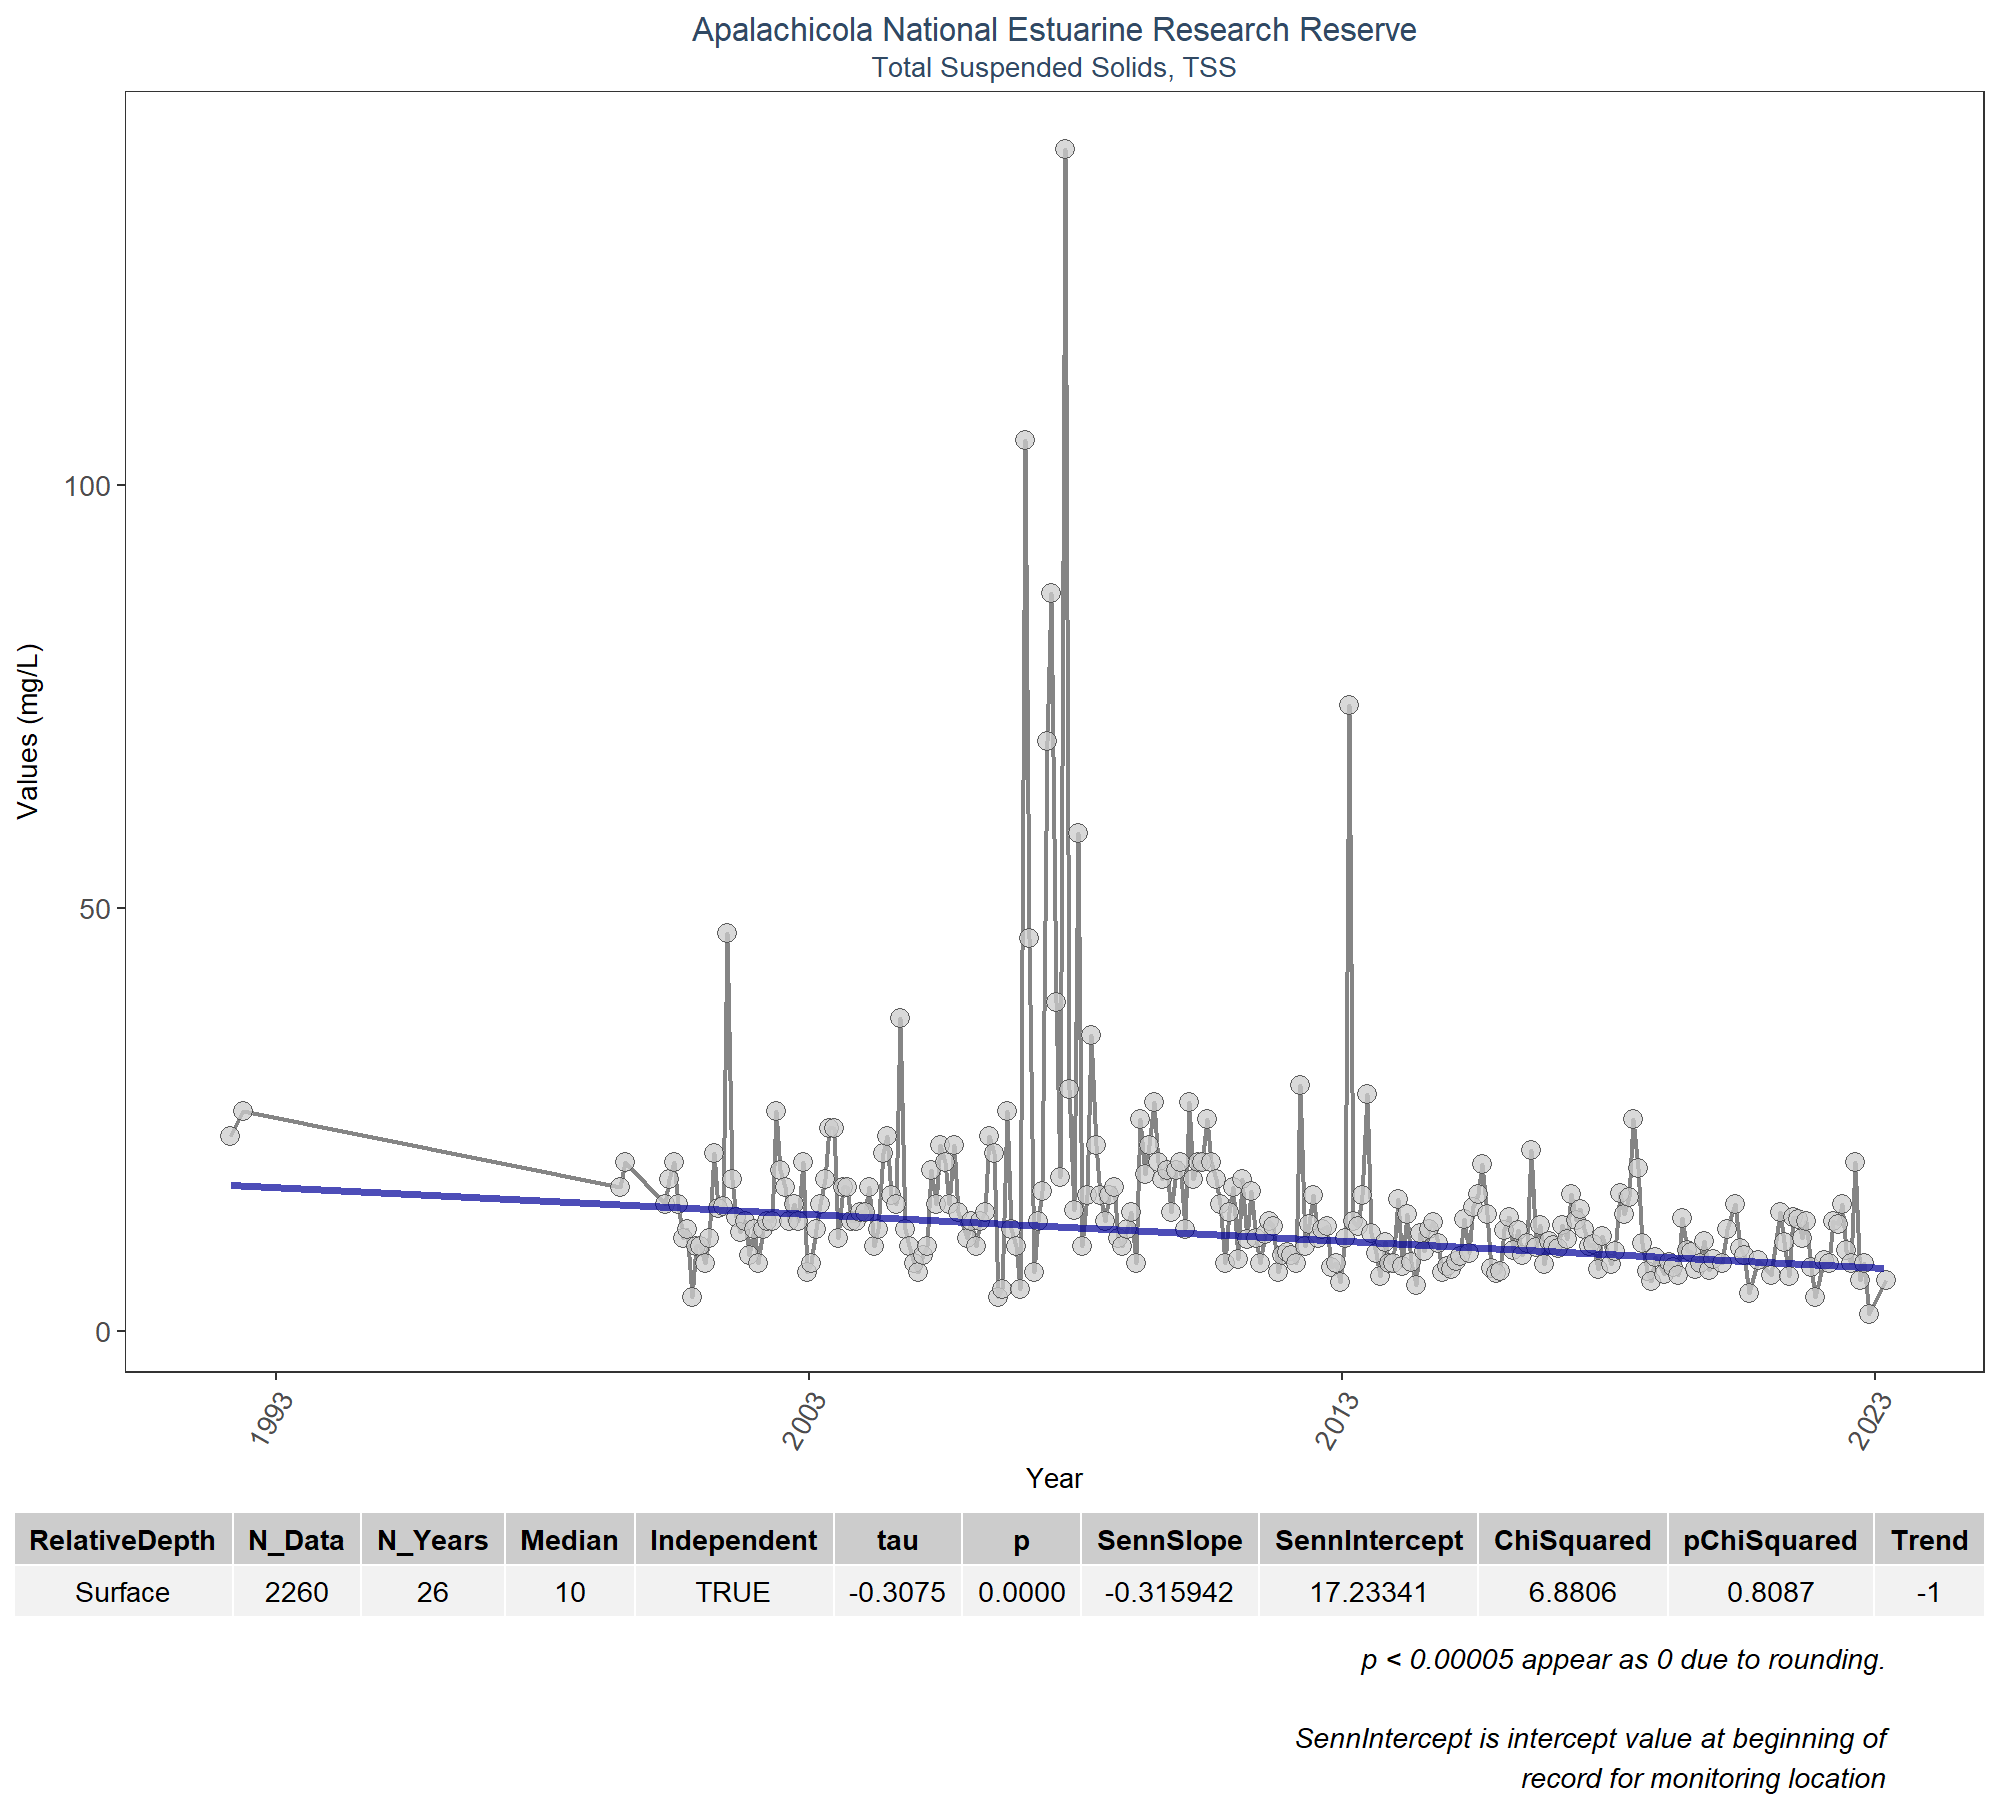 Apalachicola National Estuarine Research Reserve
Total Suspended Solids, TSS
Values (mg/L)
100
50
0
1993
2003
2013
2023
Year
RelativeDepth N_Data N_Years Median Independent tau p SennSlope SennIntercept ChiSquared pChiSquared Trend
Surface 2260 26 10 TRUE -0.3075 0.0000 -0.315942 17.23341 6.8806 0.8087 -1
p < 0.00005 appear as 0 due to rounding.
SennIntercept is intercept value at beginning of
record for monitoring location